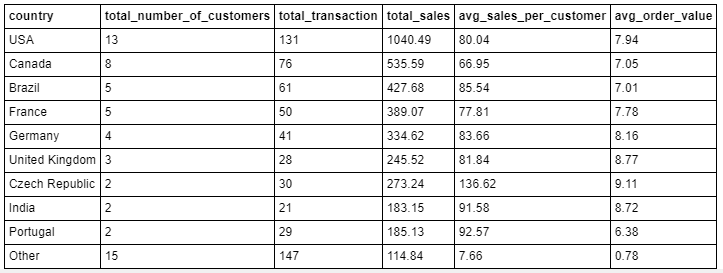 country total_number_of_customers total_transaction total_sales avg_sales_per_customer avg_order_value
USA 13 131 1040.49 80.04 7.94
Canada 8 76 535.59 66.95 7.05
Brazil 5 61 427.68 85.54 7.01
France 5 50 389.07 77.81 7.78
Germany 4 41 334.62 83.66 8.16
United Kingdom 3 28 245.52 81.84 8.77
Czech Republic 2 30 273.24 136.62 9.11
India 2 21 183.15 91.58 8.72
Portugal 2 29 185.13 92.57 6.38
Other 15 147 114.84 7.66 0.78